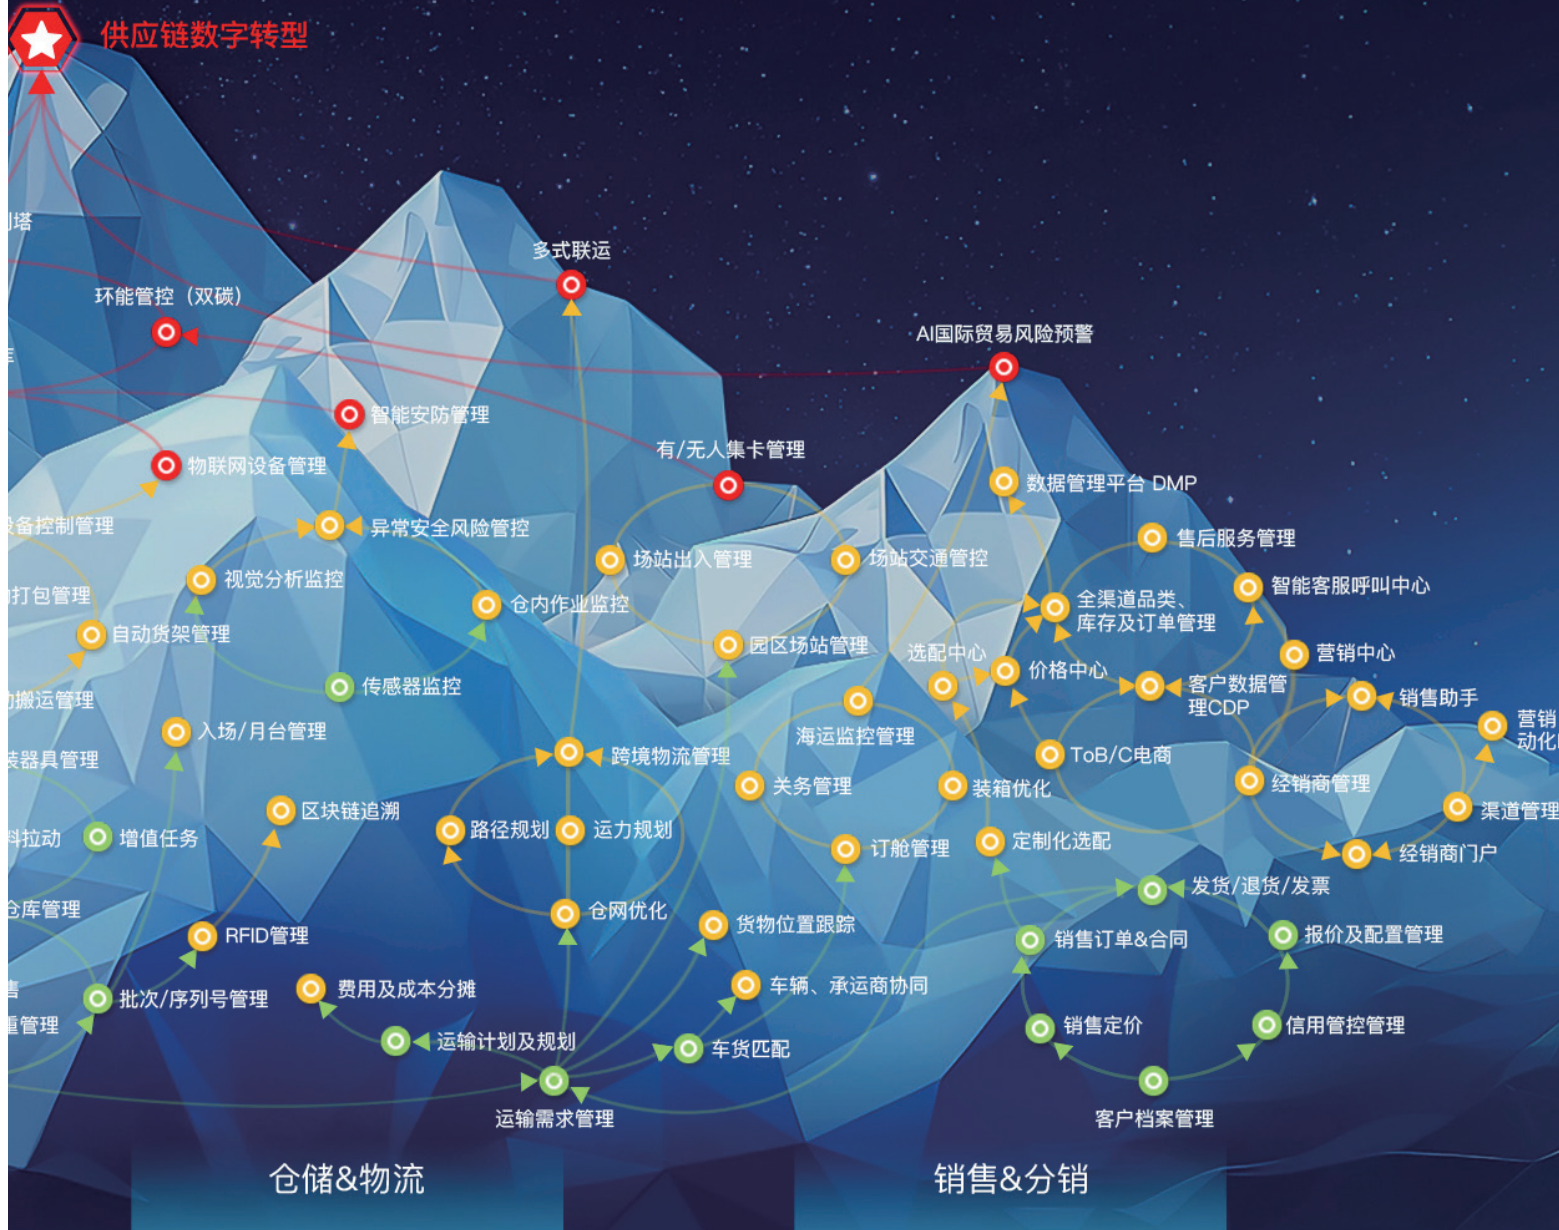 供应链数字转型
塔
多式联运
环能管控（双碳）
AI国际贸易风险预警
智能安防管理
有/无人集卡管理
物联网设备管理
数据管理平台 DMP
设备控制管理
异常安全风险管控
售后服务管理
场站出入管理
场站交通管控
视觉分析监控
智能客服呼叫中心
打包管理
仓内作业监控
全渠道品类、
库存及订单管理
自动货架管理
园区场站管理
选配中心
营销中心
价格中心
传感器监控
客户数据管
理CDP
搬运管理
销售助手
入场/月台管理
海运监控管理
营销
动化
装器具管理
跨境物流管理
ToB/C电商
关务管理
装箱优化
经销商管理
区块链追溯
渠道管理
料拉动
增值任务
路径规划
运力规划
订舱管理
定制化选配
经销商门户
发货/退货/发票
仓库管理
仓网优化
货物位置跟踪
RFID管理
销售订单&合同
报价及配置管理
售
批次/序列号管理
费用及成本分摊
车辆、承运商协同
重管理
销售定价
信用管控管理
运输计划及规划
车货匹配
运输需求管理
客户档案管理
仓储&物流
销售&分销